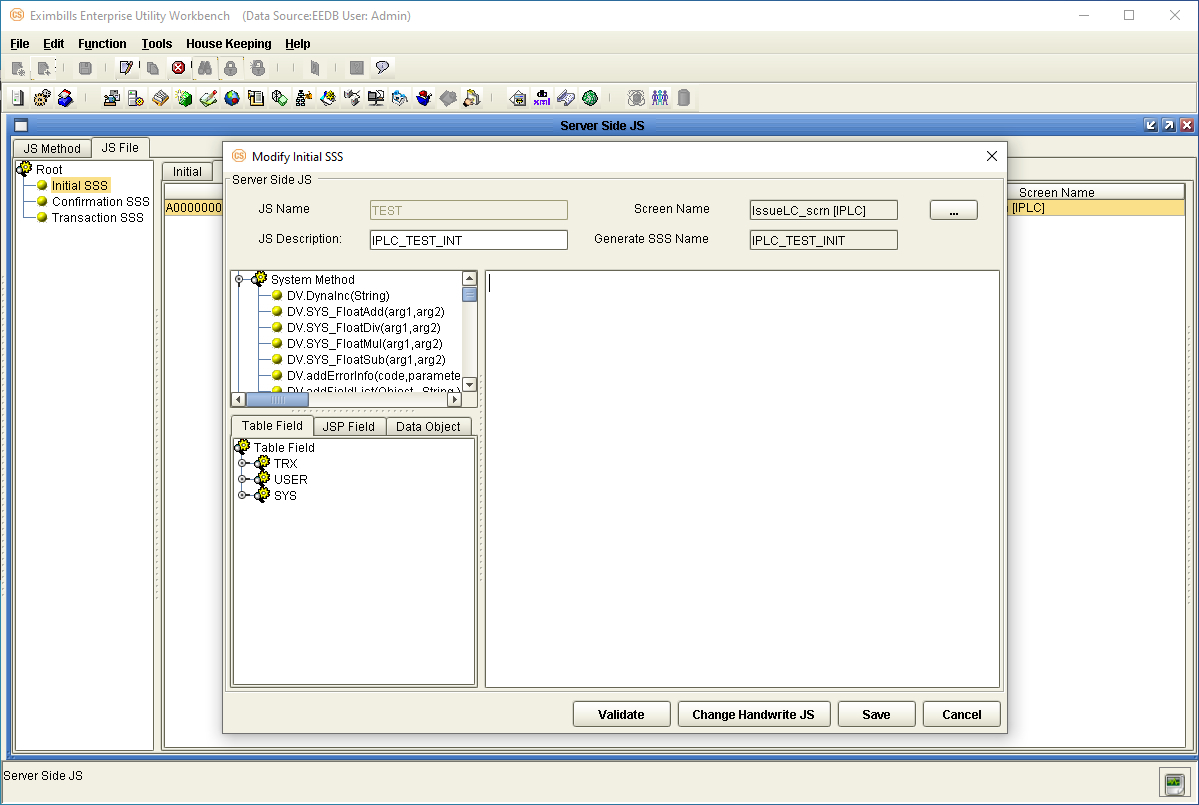 CS Eximbills Enterprise Utility Workbench (Data Source:EEDB User: Admin)
File Edit Function Tools House Keeping Help
db
xml
Server Side JS
JS Method JS File
Root
Initial SSS
Confirmation SSS
Transaction SSS
Initial
Screen Name
A0000000
[IPLC]
CS Modify Initial SSS
Server Side JS
JS Name TEST Screen Name IssueLC_scrn [IPLC] ...
JS Description: IPLC_TEST_INT Generate SSS Name IPLC_TEST_INIT
System Method
DV.DynaInc(String)
DV.SYS_FloatAdd(arg1,arg2)
DV.SYS_FloatDiv(arg1,arg2)
DV.SYS_FloatMul(arg1,arg2)
DV.SYS_FloatSub(arg1,arg2)
DV.addErrorInfo(code,paramete
DV.addFieldList(Object, String )
Table Field JSP Field Data Object
Table Field
TRX
USER
SYS
Validate Change Handwrite JS Save Cancel
Server Side JS